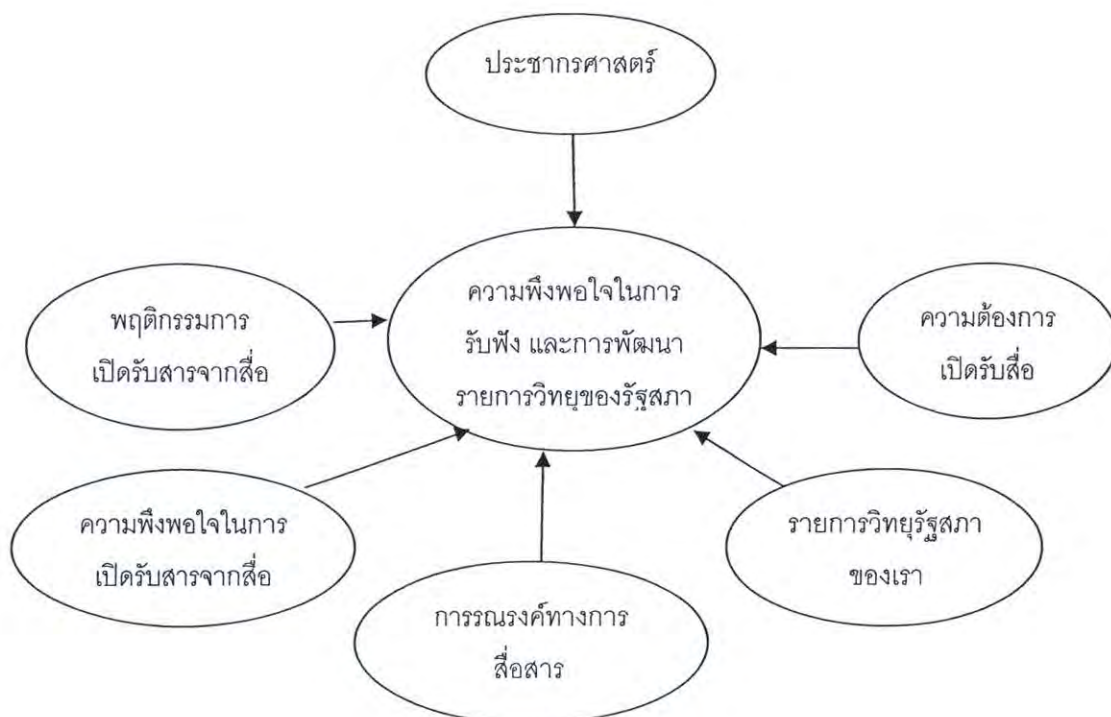 ประชากรศาสตร์
ความพึงพอใจในการ
รับฟัง และการพัฒนา
รายการวิทยุของรัฐสภา
พฤติกรรมการ
เปิดรับสารจากสื่อ
ความต้องการ
เปิดรับสื่อ
ความพึงพอใจในการ
เปิดรับสารจากสื่อ
รายการวิทยุรัฐสภา
ของเรา
การรณรงค์ทางการ
สื่อสาร